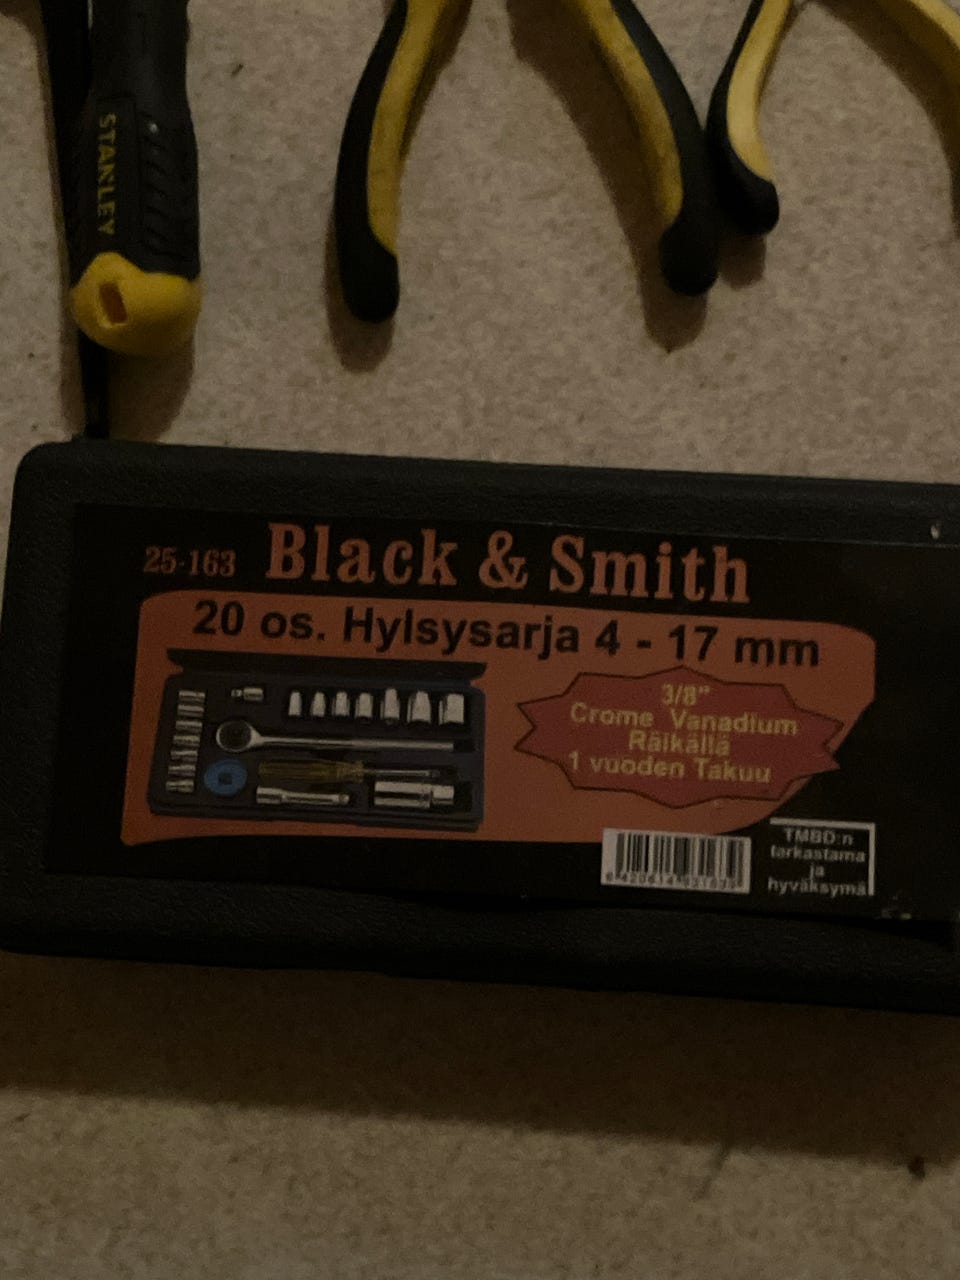 STANLEY
25-163 Black & Smith
20 os. Hylsysarja 4 - 17 mm
3/8"
Crome Vanadium
Räikällä
1 vuoden Takuu
TMBD:n
tarkastama
ja
hyväksymä